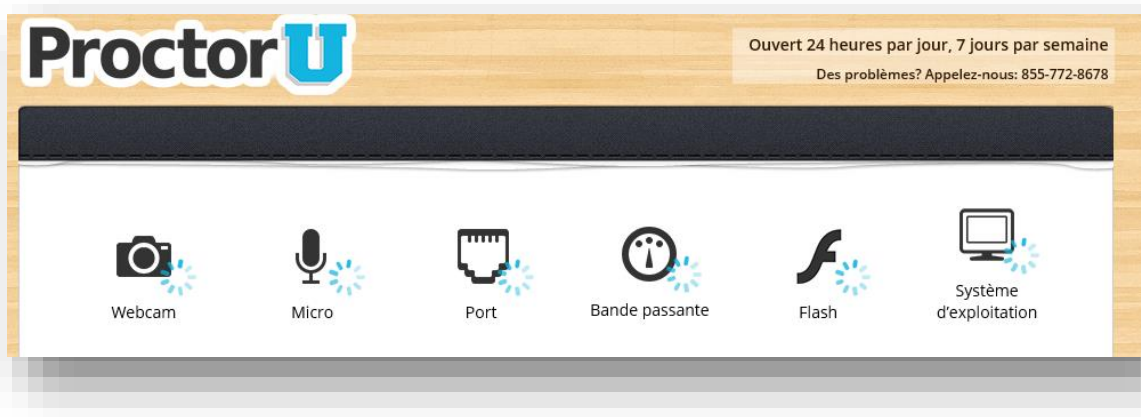 ProctorU
Ouvert 24 heures par jour, 7 jours par semaine
Des problèmes? Appelez-nous: 855-772-8678
Webcam
Micro
Port
Bande passante
Flash
Système
d'exploitation